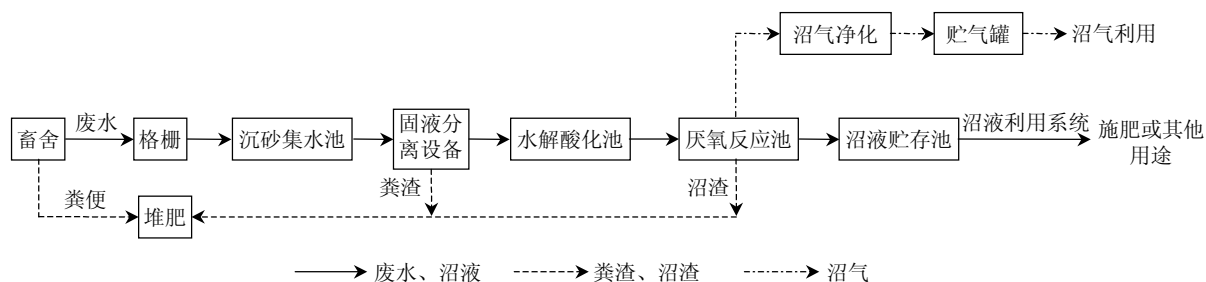 沼气净化
贮气罐
沼气利用
畜舍
废水
格栅
沉砂集水池
固液分
离设备
水解酸化池
厌氧反应池
沼液贮存池
沼液利用系统
施肥或其他
用途
粪便
堆肥
粪渣
沼渣
废水、沼液
粪渣、沼渣
沼气